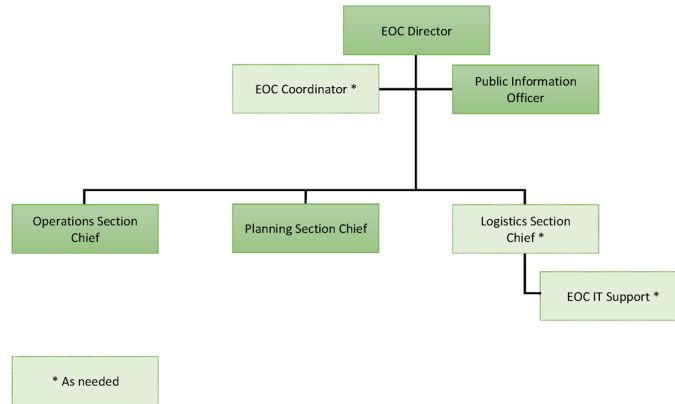 EOC Director
EOC Coordinator *
Public Information
Officer
Operations Section
Chief
Planning Section Chief
Logistics Section
Chief *
EOC IT Support *
* As needed